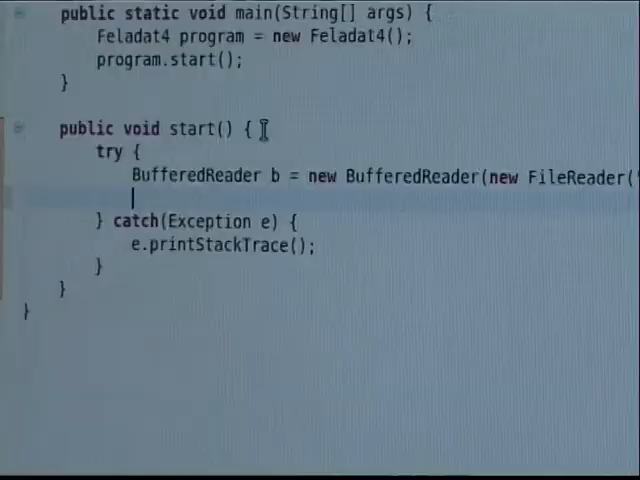 public static void main(String[] args) {
Feladat4 program = new Feladat4();
program.start();
}
public void start() {
try {
BufferedReader b = new BufferedReader(new FileReader("
} catch(Exception e) {
e.printStackTrace();
}
}
}